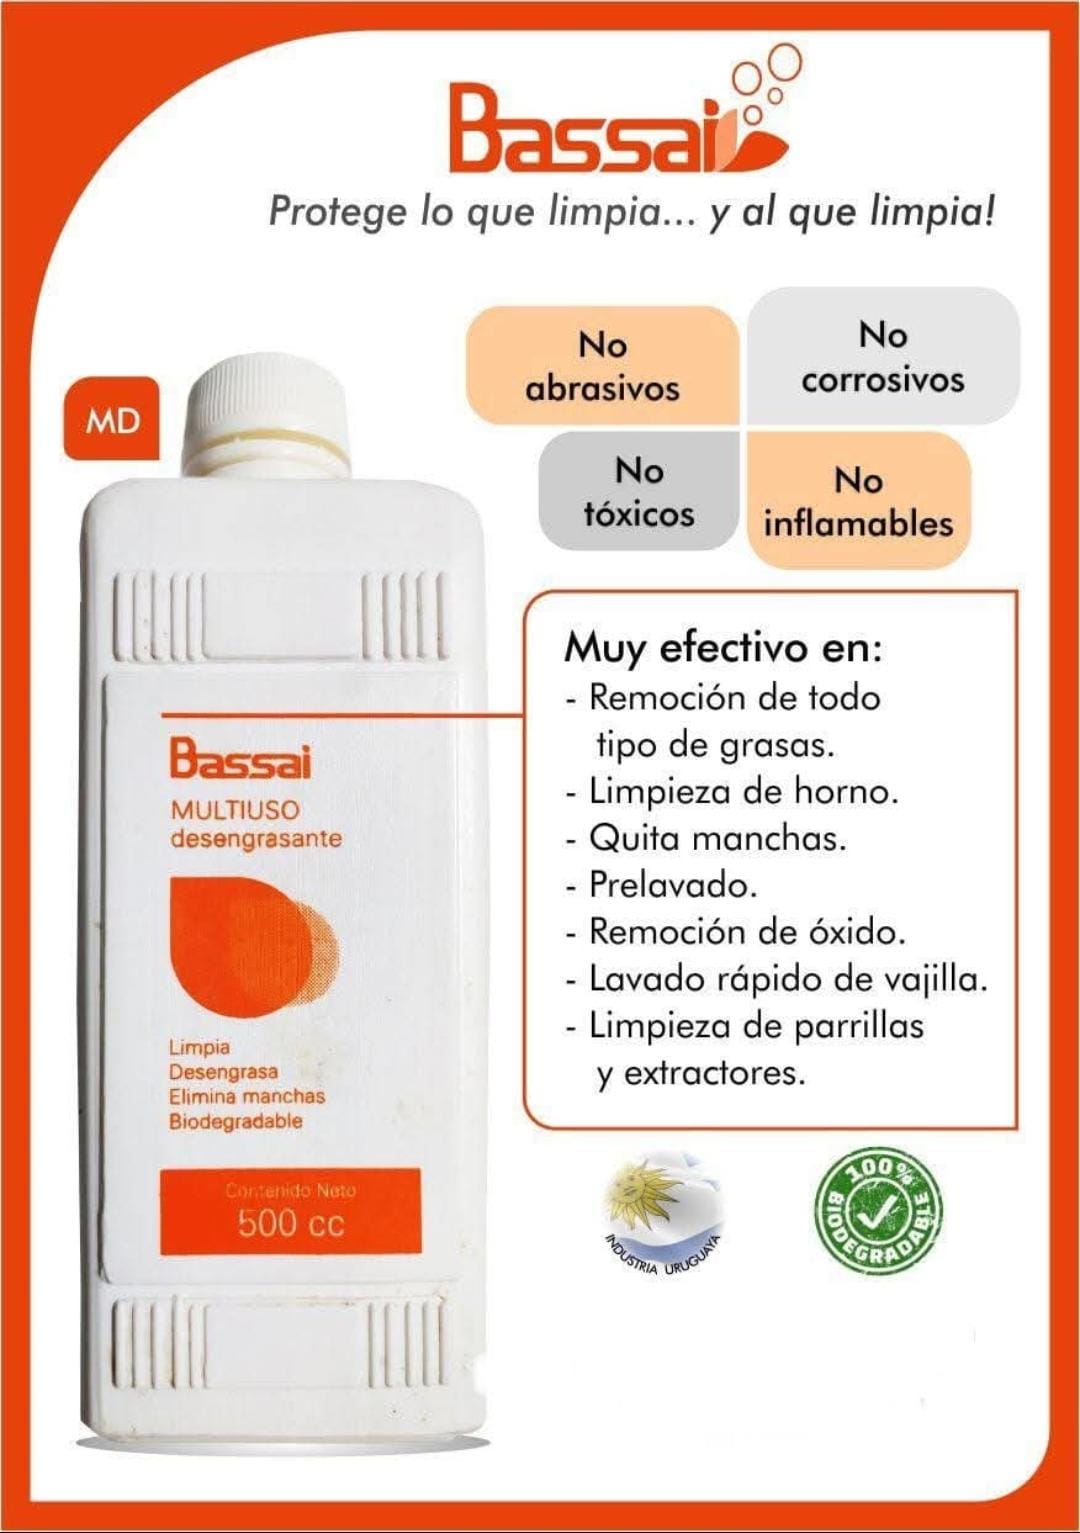 Bassai
Protege lo que limpia... y al que limpia!
No
abrasivos
No
corrosivos
No
tóxicos
No
inflamables
MD
Muy efectivo en:
- Remoción de todo
tipo de grasas.
- Limpieza de horno.
- Quita manchas.
- Prelavado.
- Remoción de óxido.
- Lavado rápido de vajilla.
- Limpieza de parrillas
y extractores.
Bassai
MULTIUSO
desengrasante
Limpia
Desengrasa
Elimina manchas
Biodegradable
Contenido Neto
500 cc
INDUSTRIA URUGUAYA
100%
BIODEGRADABLE